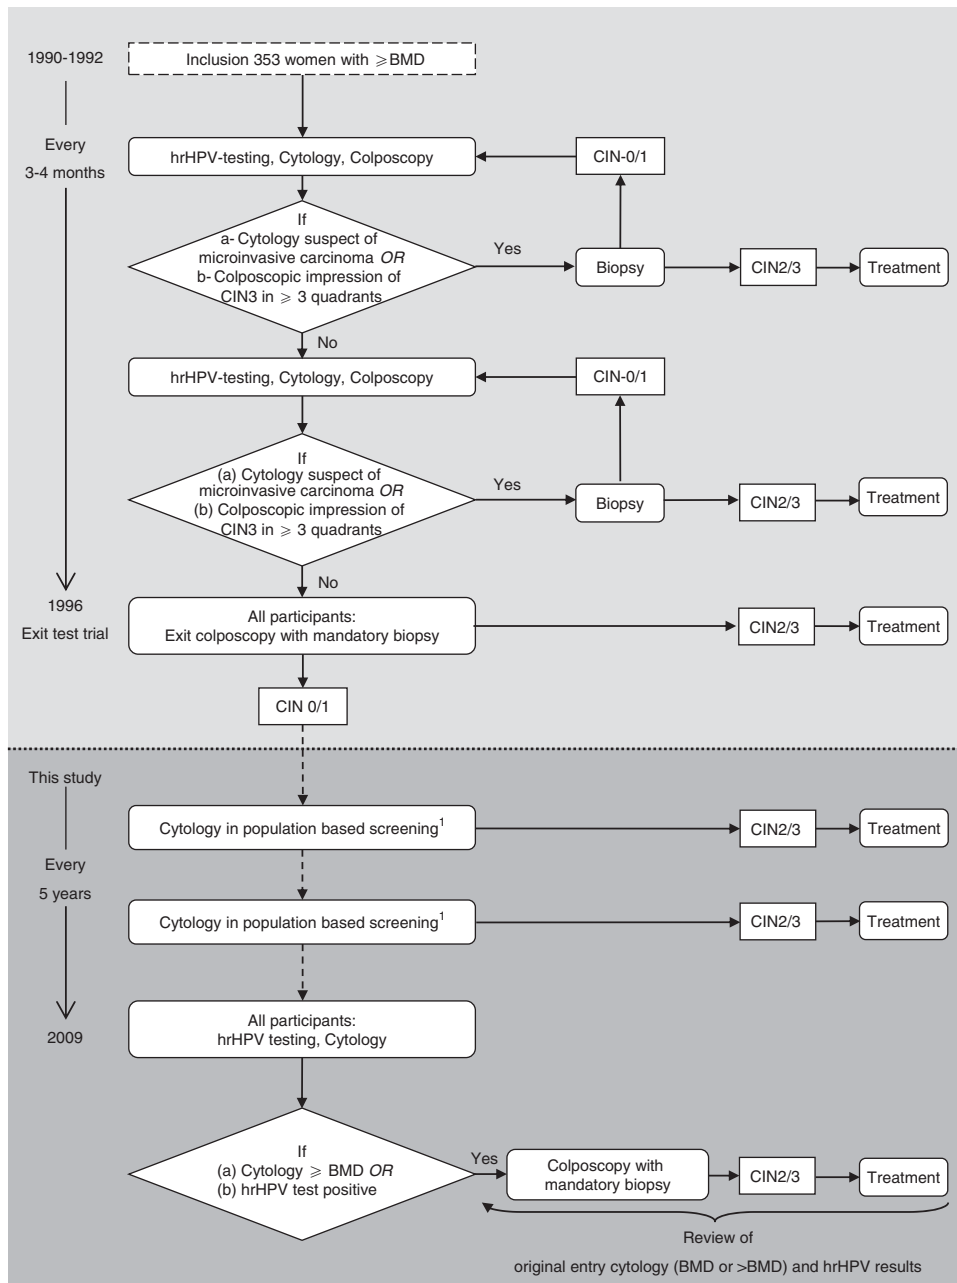 1990-1992
Inclusion 353 women with ⩾BMD
Every
3-4 months
hrHPV-testing, Cytology, Colposcopy
CIN-0/1
If
a- Cytology suspect of
microinvasive carcinoma OR
b- Colposcopic impression of
CIN3 in ⩾ 3 quadrants
Yes
Biopsy
CIN2/3
Treatment
No
hrHPV-testing, Cytology, Colposcopy
CIN-0/1
If
(a) Cytology suspect of
microinvasive carcinoma OR
(b) Colposcopic impression of
CIN3 in ⩾ 3 quadrants
Yes
Biopsy
CIN2/3
Treatment
No
1996
Exit test trial
All participants:
Exit colposcopy with mandatory biopsy
CIN2/3
Treatment
CIN 0/1
This study
Every
5 years
Cytology in population based screening1
CIN2/3
Treatment
Cytology in population based screening1
CIN2/3
Treatment
2009
All participants:
hrHPV testing, Cytology
If
(a) Cytology ⩾ BMD OR
(b) hrHPV test positive
Yes
Colposcopy with
mandatory biopsy
CIN2/3
Treatment
Review of
original entry cytology (BMD or >BMD) and hrHPV results